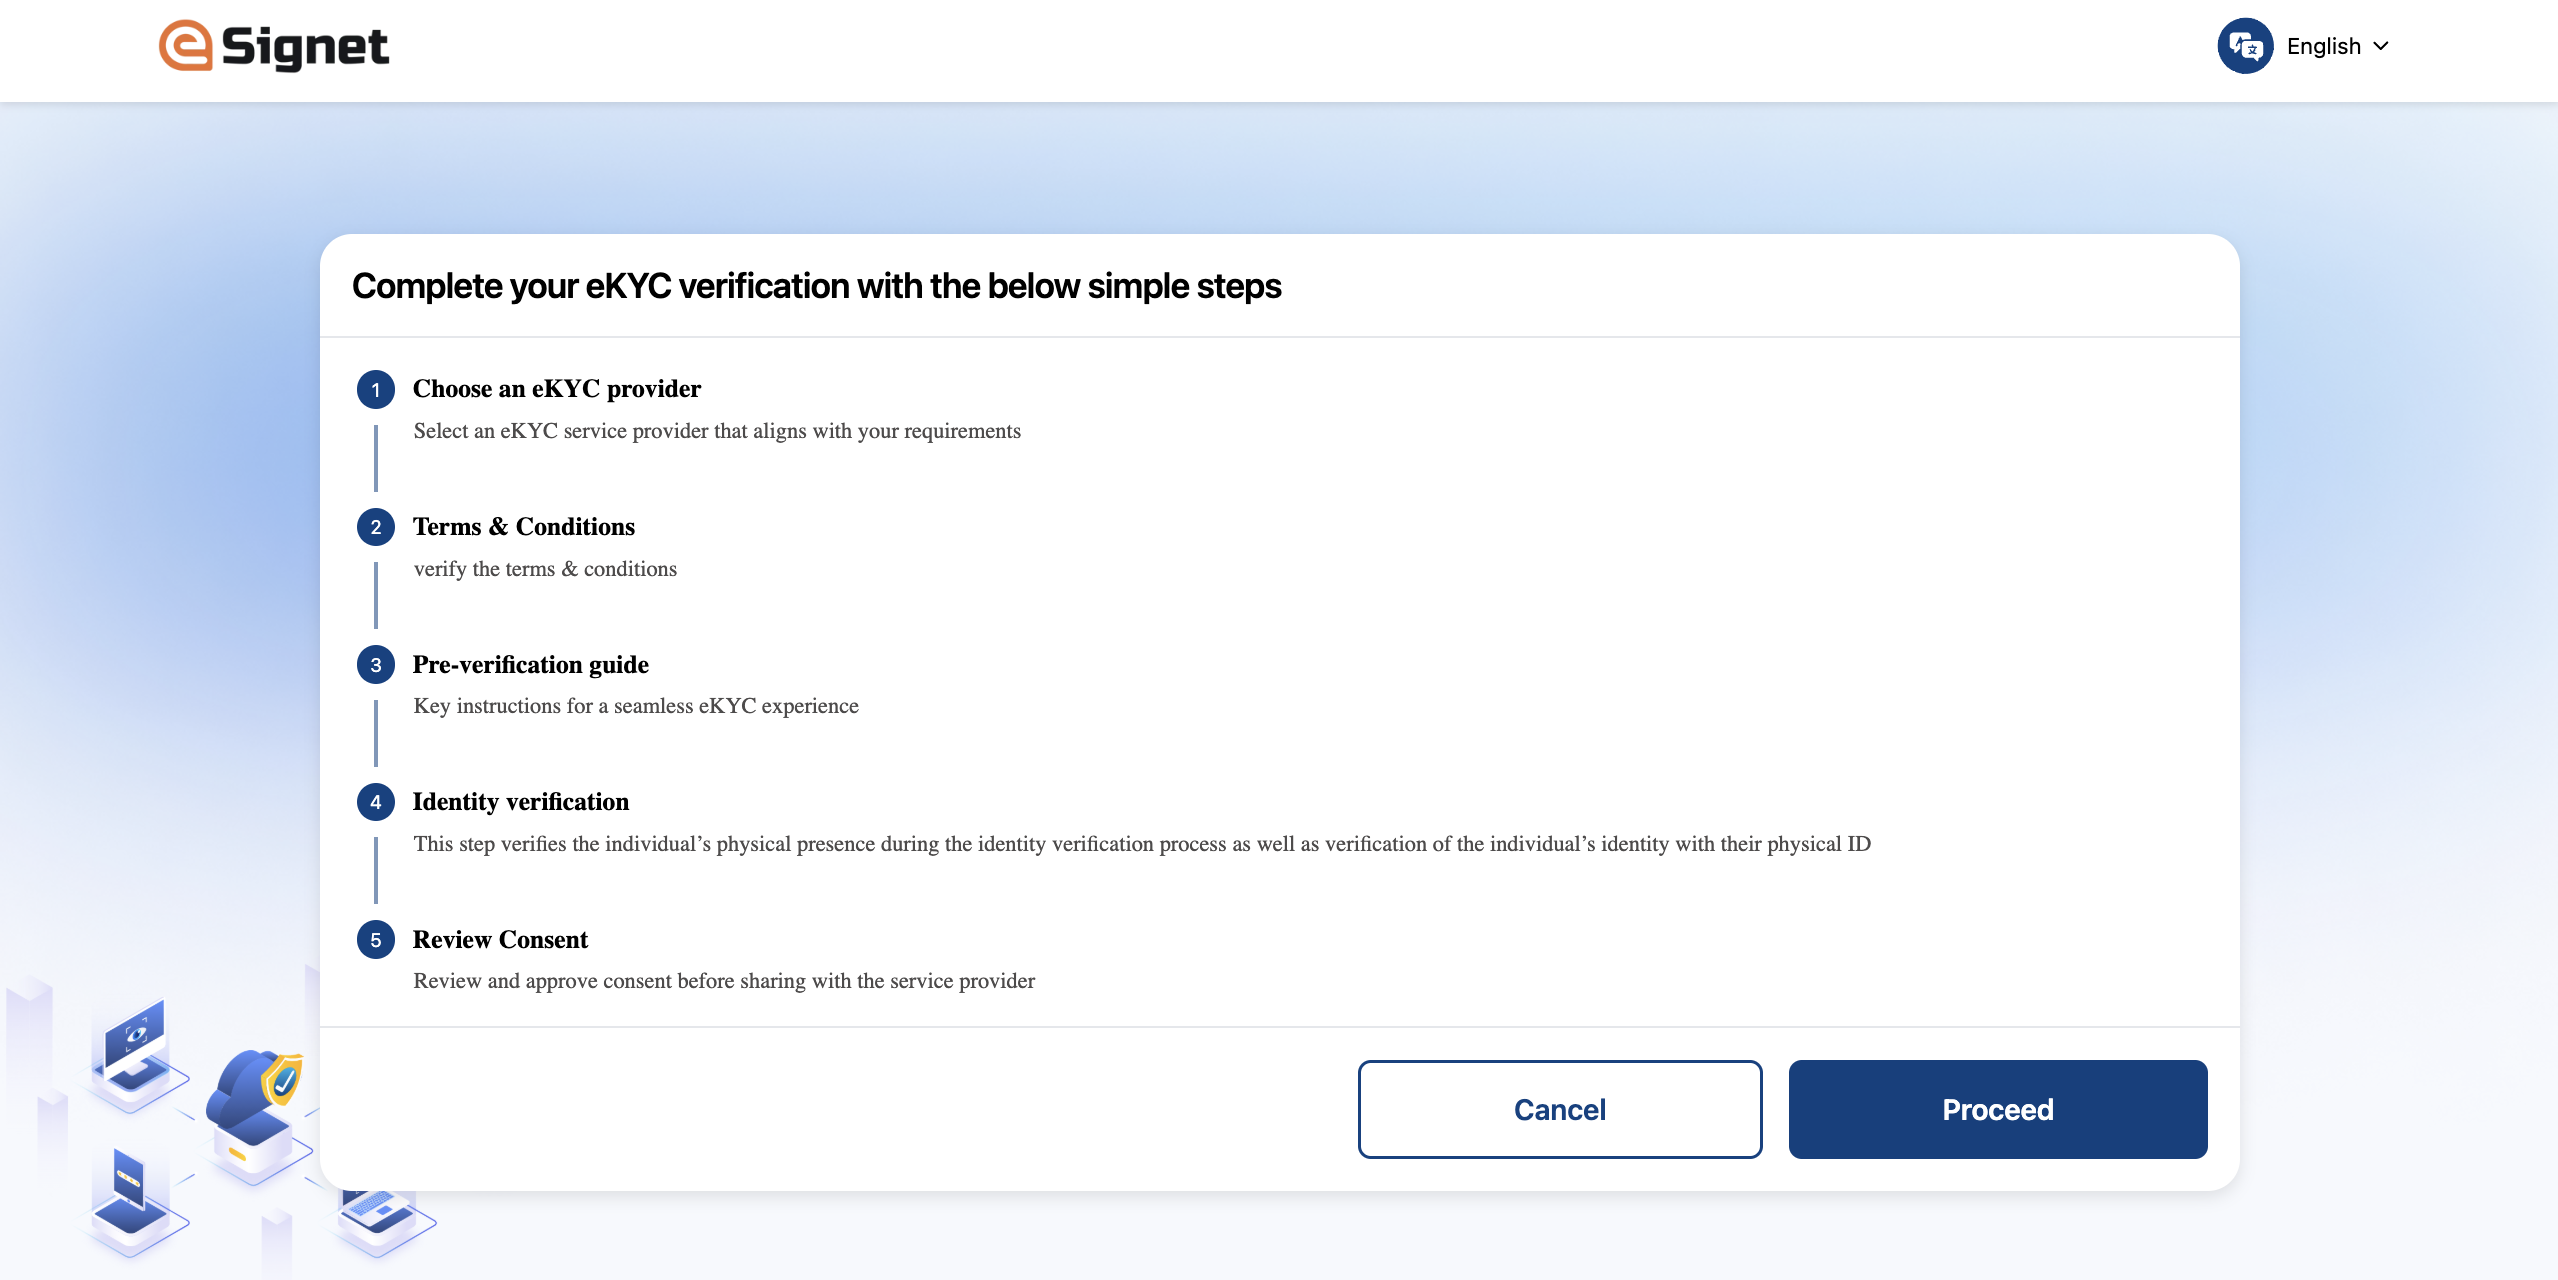 eSignet
English
Complete your eKYC verification with the below simple steps
1 Choose an eKYC provider
Select an eKYC service provider that aligns with your requirements
2 Terms & Conditions
verify the terms & conditions
3 Pre-verification guide
Key instructions for a seamless eKYC experience
4 Identity verification
This step verifies the individual’s physical presence during the identity verification process as well as verification of the individual’s identity with their physical ID
5 Review Consent
Review and approve consent before sharing with the service provider
Cancel Proceed